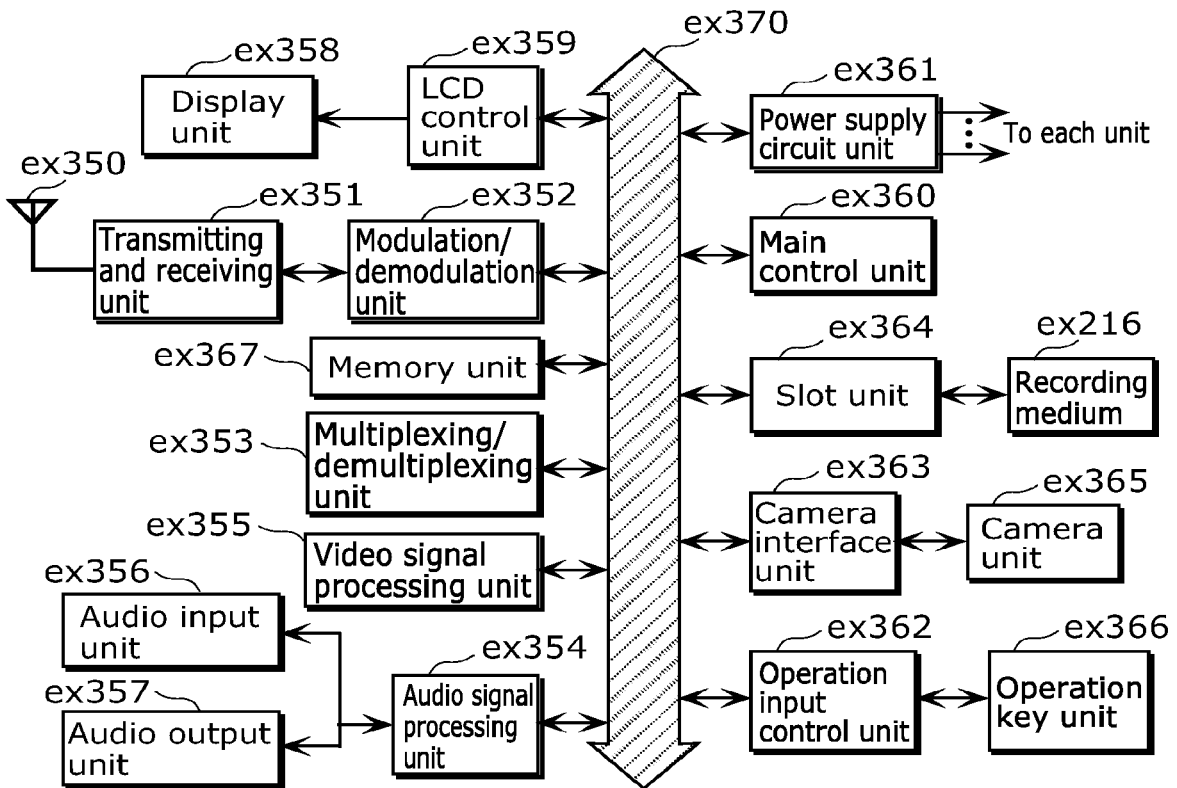 ex370
ex358
ex359
ex361
Display
unit
LCD
control
unit
Power supply
circuit unit
To each unit
ex350
ex351
ex352
ex360
Transmitting
and receiving
unit
Modulation/
demodulation
unit
Main
control unit
ex367
Memory unit
ex364
ex216
Slot unit
Recording
medium
ex353
Multiplexing/
demultiplexing
unit
ex363
ex365
Camera
interface
unit
Camera
unit
ex355
Video signal
processing unit
ex356
Audio input
unit
ex354
ex362
ex366
ex357
Audio output
unit
Audio signal
processing
unit
Operation
input
control unit
Operation
key unit